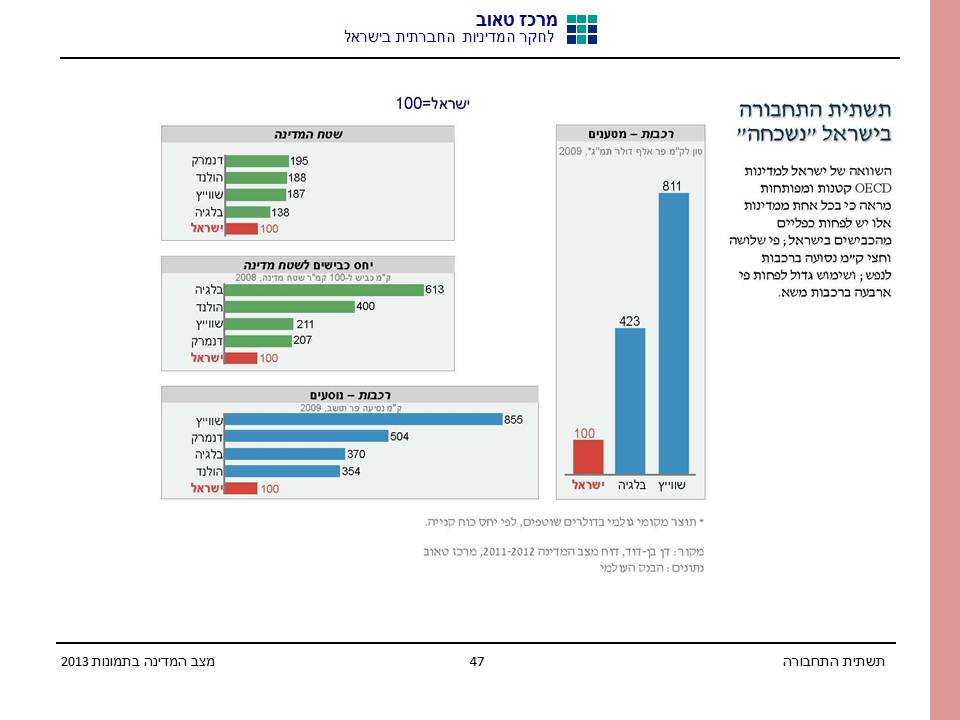 מרכז טאוב
לחקר המדיניות החברתית בישראל
תשתית התחבורה
בישראל "נשכחה"
השוואה של ישראל למדינות
OECD קטנות ומפותחות
מראה כי בכל אחת ממדינות
אלו יש לפחות כפליים
מהכבישים בישראל; פי שלושה
וחצי ק"מ נסועה ברכבות
לנפש; ושימוש גדול לפחות פי
ארבעה ברכבות משא.
ישראל=100
רכבות – מטענים
טון לק"מ פר אלף דולר תמ"ג*, 2009
811
423
100
ישראל
בלגיה
שווייץ
שטח המדינה
דנמרק 195
הולנד 188
שווייץ 187
בלגיה 138
ישראל 100
יחס כבישים לשטח מדינה
ק"מ כביש ל-100 קמ"ר שטח מדינה, 2008
בלגיה 613
הולנד 400
שווייץ 211
דנמרק 207
ישראל 100
רכבות – נוסעים
ק"מ נסיעה פר תושב, 2009
שווייץ 855
דנמרק 504
בלגיה 370
הולנד 354
ישראל 100
* תוצר מקומי גולמי בדולרים שוטפים, לפי יחס כוח קנייה.
מקור: דן בן-דוד, דוח מצב המדינה 2011-2012, מרכז טאוב
נתונים: הבנק העולמי
תשתית התחבורה
47
מצב המדינה בתמונות 2013